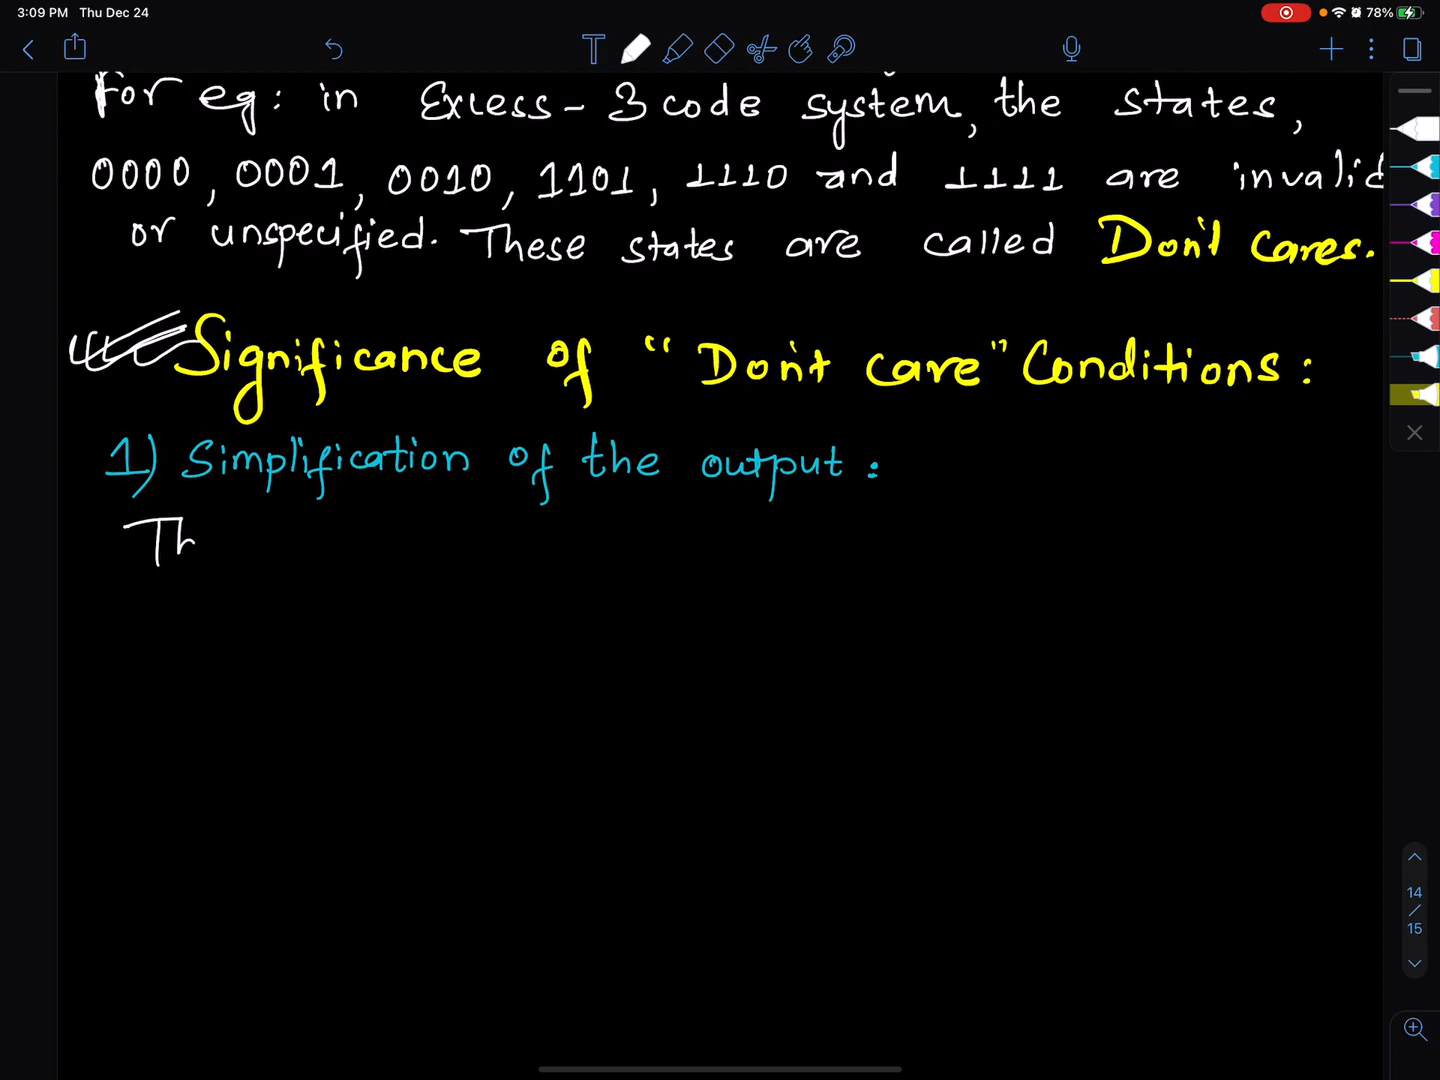 3:09 PM Thu Dec 24
78%
For eg: in Excess-3 code system, the states,
0000, 0001, 0010, 1101, 1110 and 1111 are invalid
or unspecified. These states are called Don't Cares.
Significance of "Don't care" Conditions:
1) Simplification of the output:
Th
14
/
15